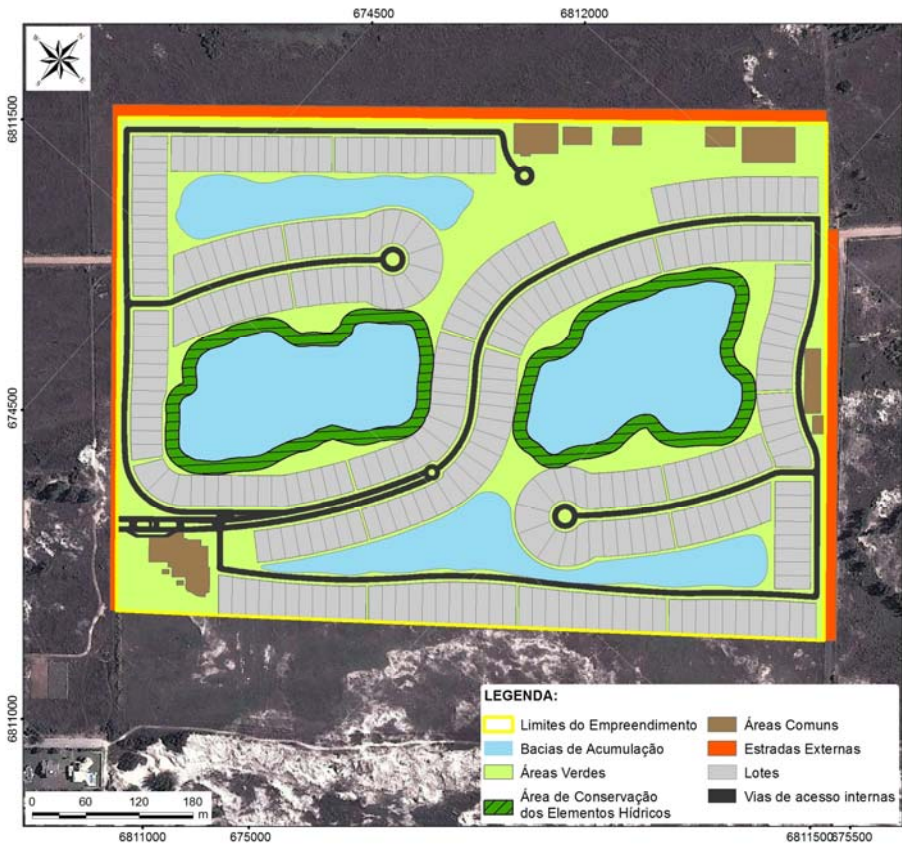 674500 6812000
6811500
674500
6811000
LEGENDA:
Limites do Empreendimento
Bacias de Acumulação
Áreas Verdes
Área de Conservação
dos Elementos Hídricos
Áreas Comuns
Estradas Externas
Lotes
Vias de acesso internas
0 60 120 180
m
6811000 675000 6811500 675500